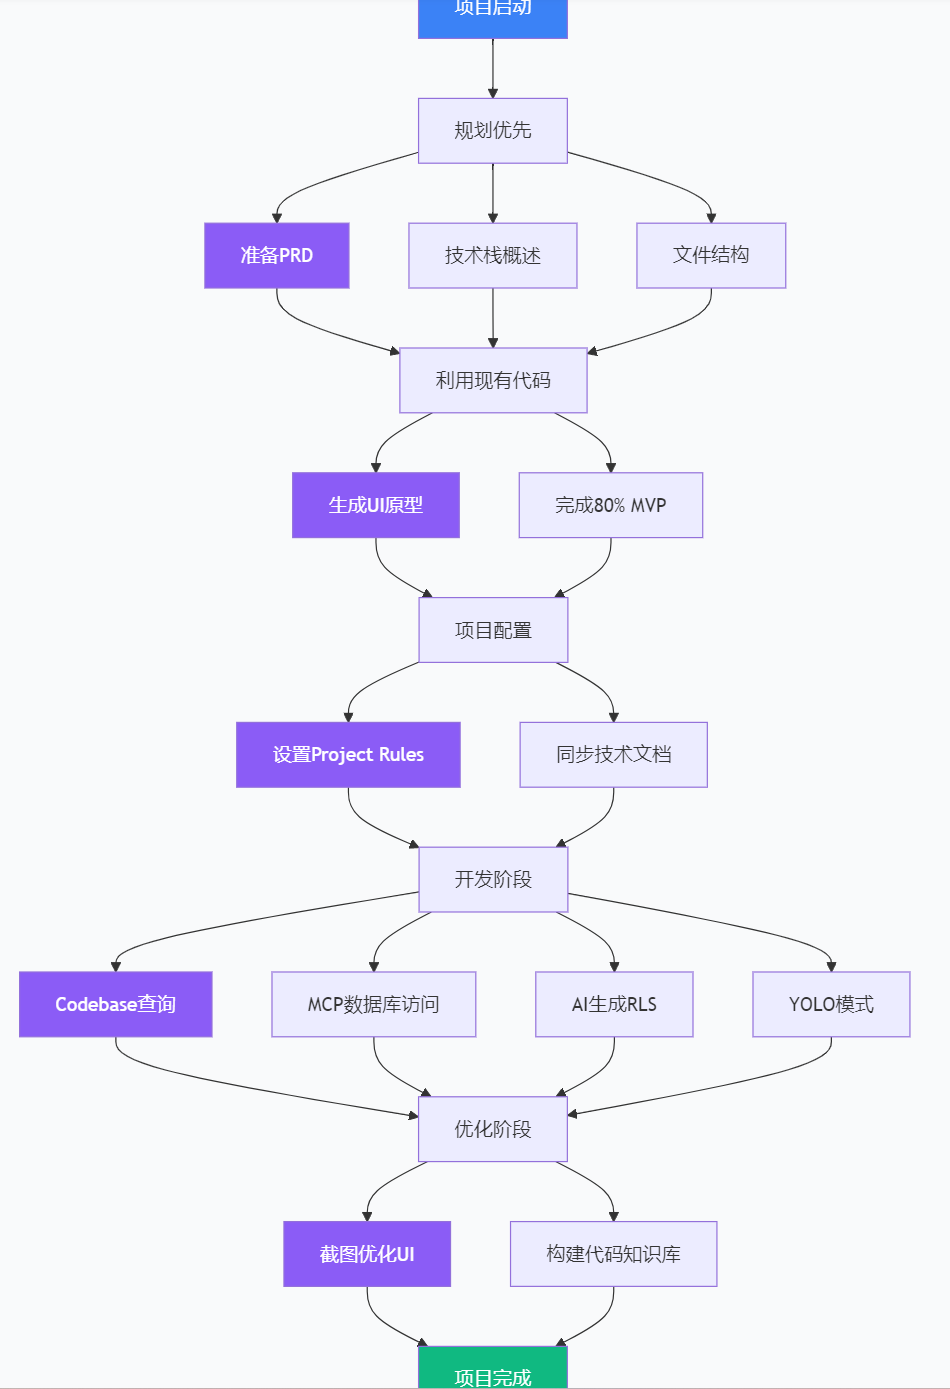 项目启动
规划优先
准备PRD
技术栈概述
文件结构
利用现有代码
生成UI原型
完成80% MVP
项目配置
设置Project Rules
同步技术文档
开发阶段
Codebase查询
MCP数据库访问
AI生成RLS
YOLO模式
优化阶段
截图优化UI
构建代码知识库
项目完成